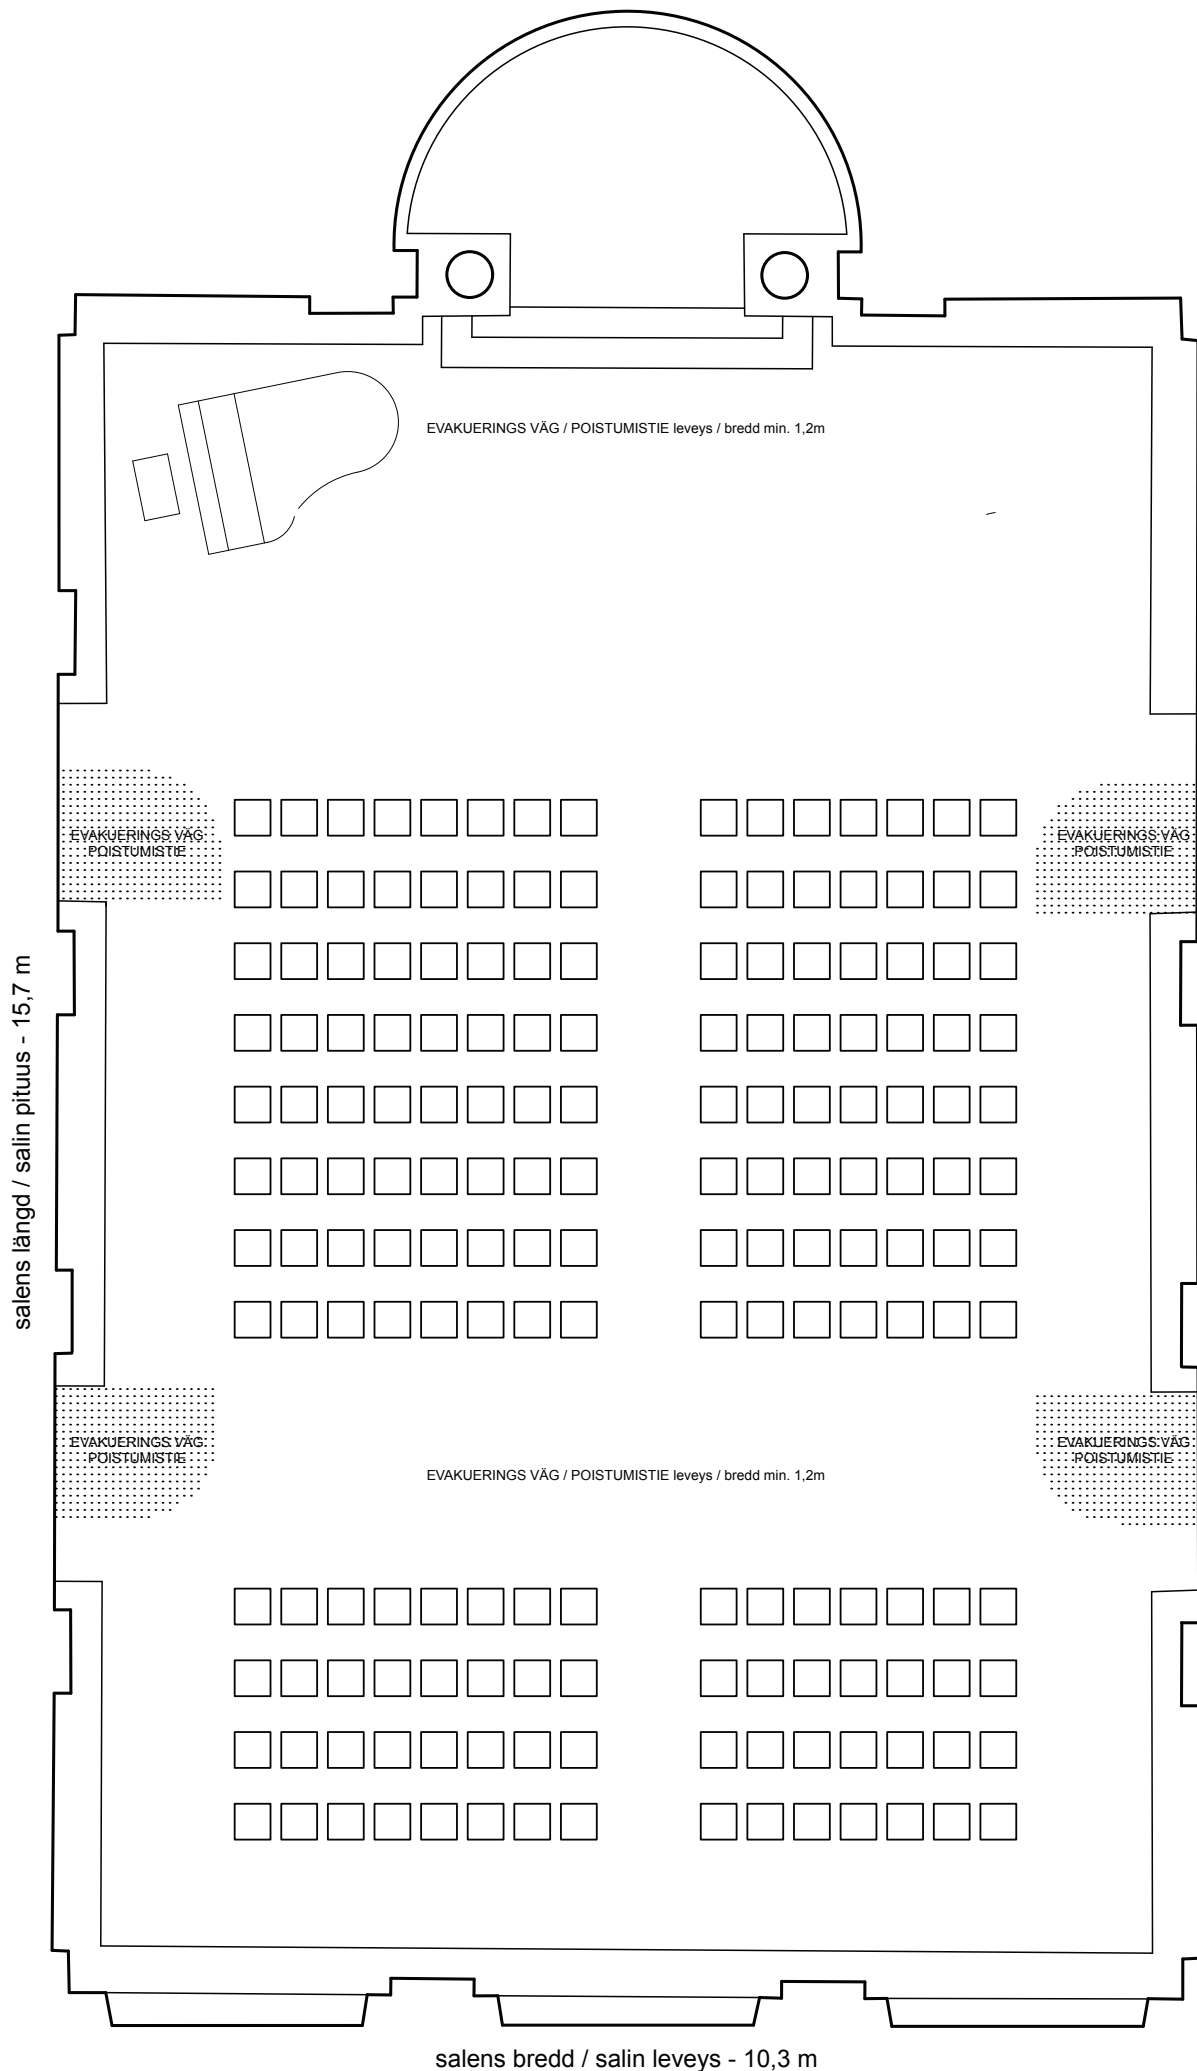 EVAKUERINGS VÄG / POISTUMISTIE leveys / bredd min. 1,2m
EVAKUERINGS VÄG
POISTUMISTIE
EVAKUERINGS VÄG
POISTUMISTIE
salens längd / salin pituus - 15,7 m
EVAKUERINGS VÄG
POISTUMISTIE
EVAKUERINGS VÄG / POISTUMISTIE leveys / bredd min. 1,2m
EVAKUERINGS VÄG
POISTUMISTIE
salens bredd / salin leveys - 10,3 m